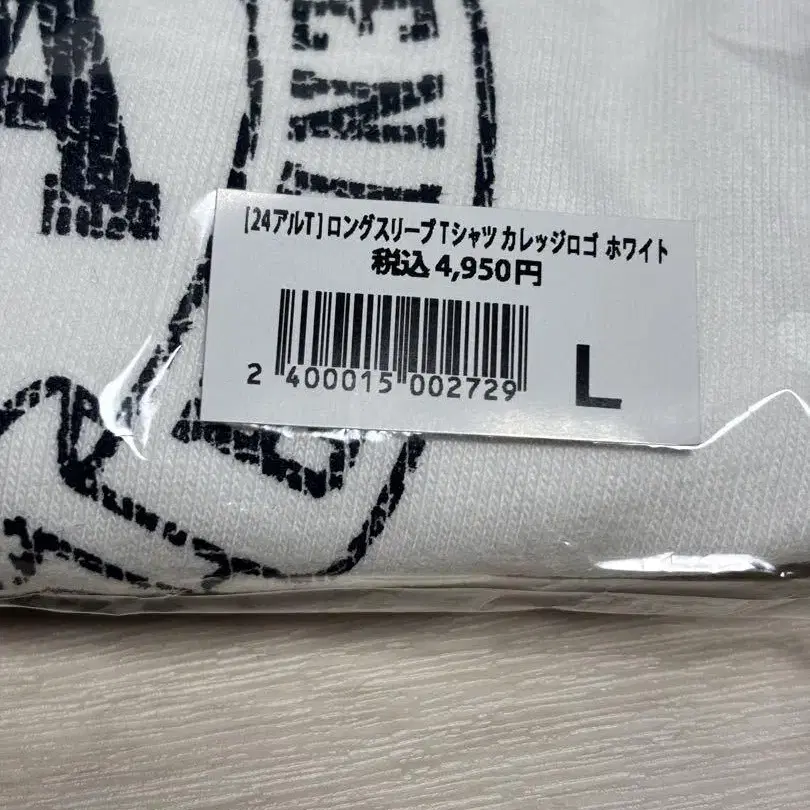 A
ENI
[24アルT]ロングスリーブTシャツ カレッジロゴ ホワイト
税込4,950円
2 400015 002729
L